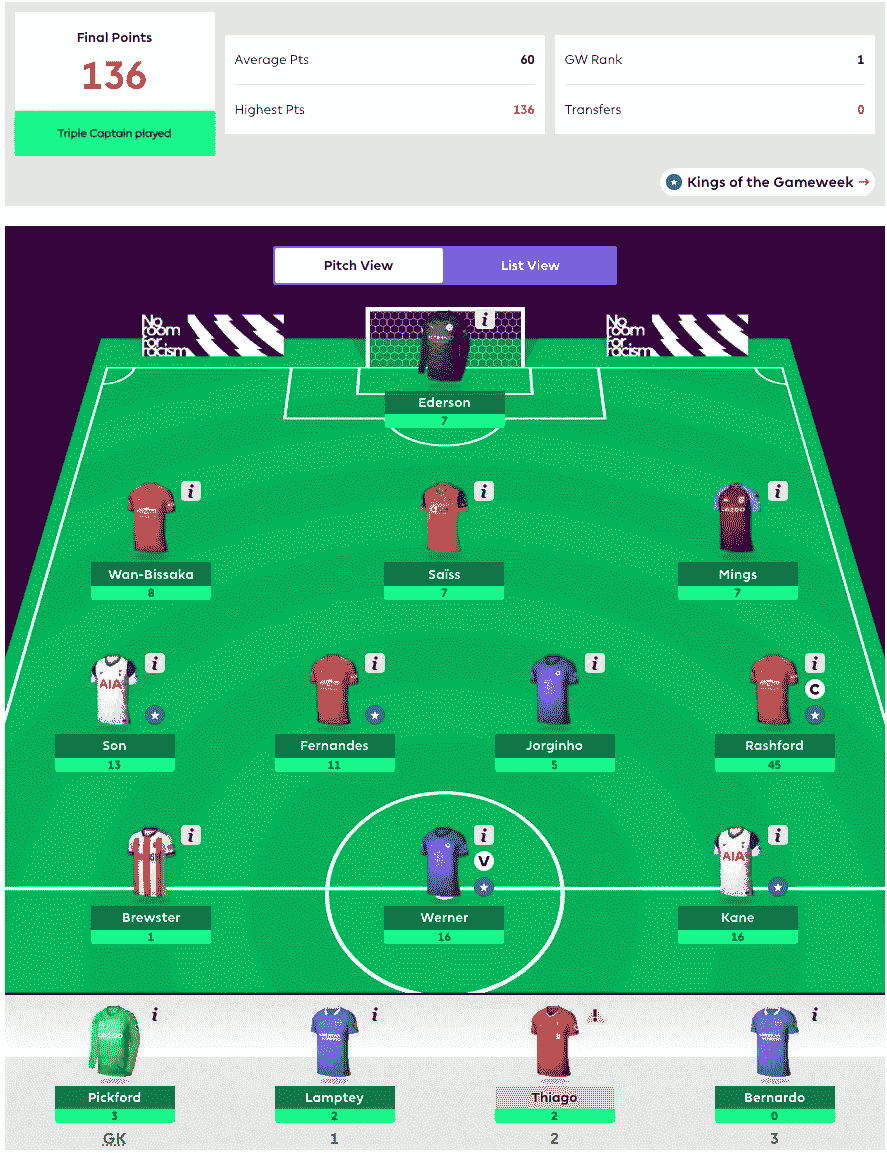 Final Points
136
Triple Captain played
Average Pts 60
Highest Pts 136
GW Rank 1
Transfers 0
Kings of the Gameweek →
Pitch View List View
No room for racism
No room for racism
i
Ederson
7
i i i
Wan-Bissaka Saïss Mings
8 7 7
i i i i
C
AIA
Son Fernandes Jorginho Rashford
13 11 5 45
i i i
V
AIA
Brewster Werner Kane
1 16 16
i i ! i
Pickford Lamptey Thiago Bernardo
3 2 2 0
GK 1 2 3